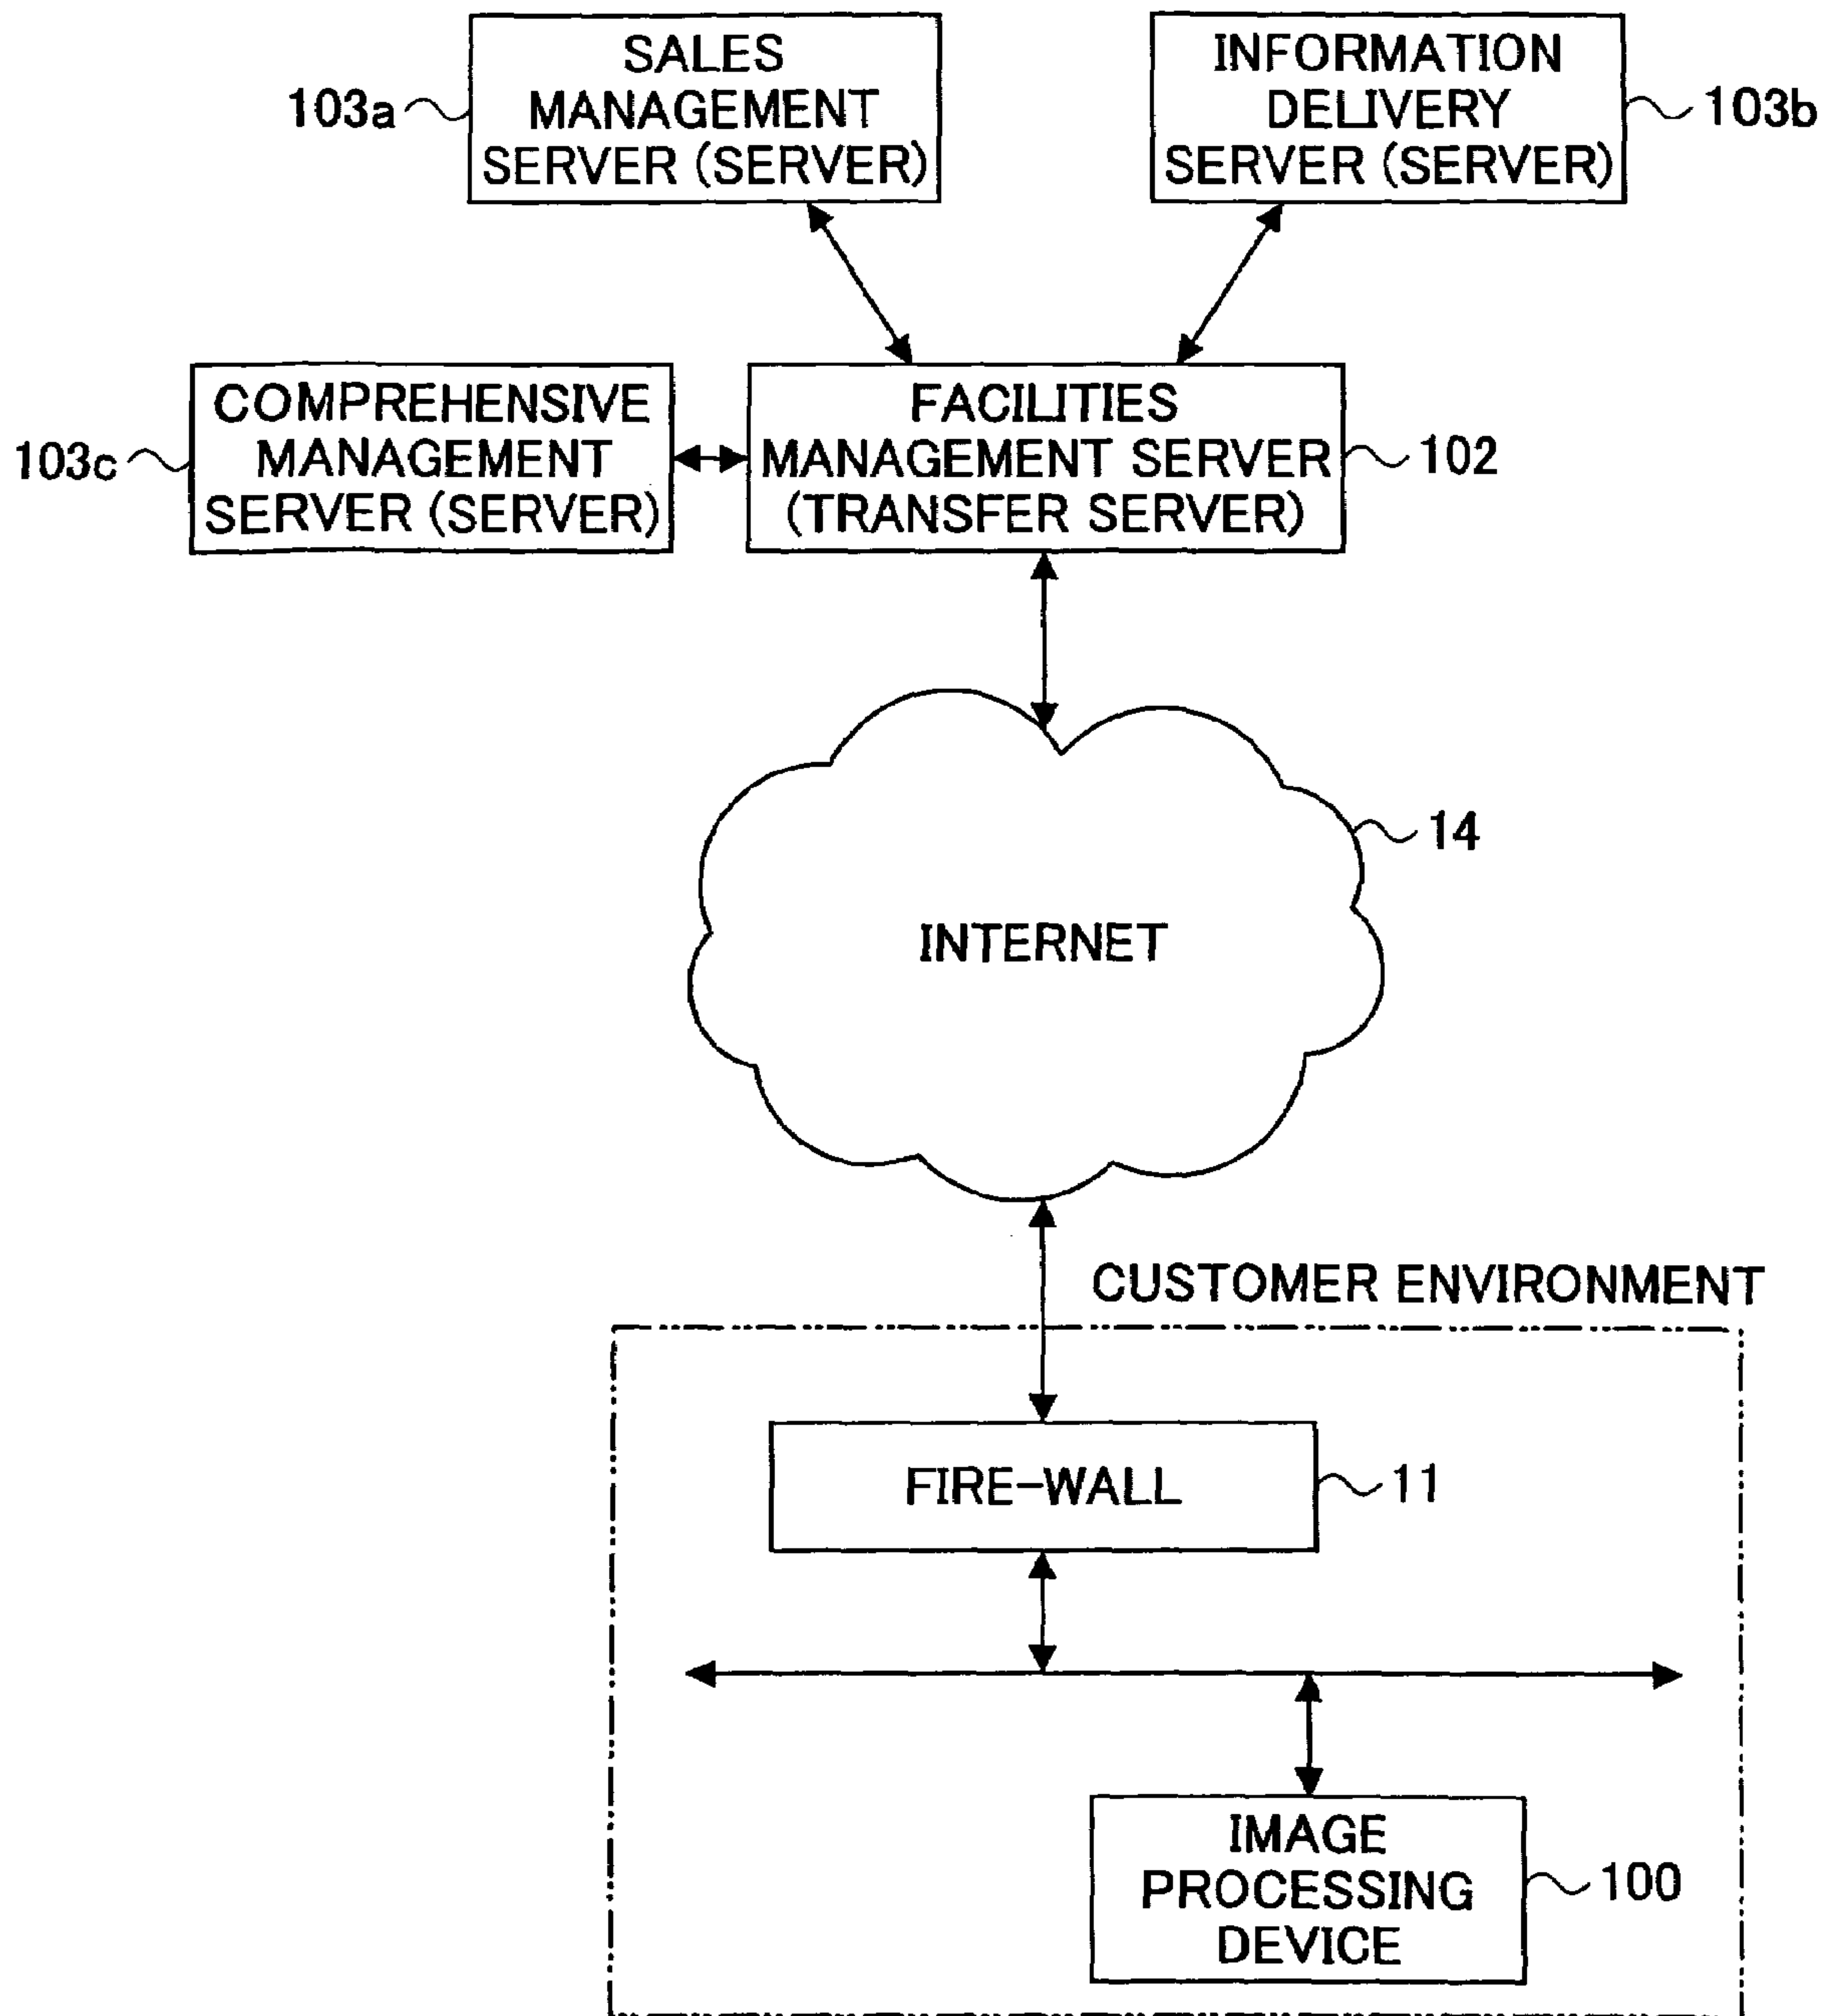 SALES
MANAGEMENT
SERVER (SERVER)
103a
INFORMATION
DELIVERY
SERVER (SERVER)
103b
COMPREHENSIVE
MANAGEMENT
SERVER (SERVER)
103c
FACILITIES
MANAGEMENT SERVER
(TRANSFER SERVER)
102
14
INTERNET
CUSTOMER ENVIRONMENT
FIRE-WALL
11
IMAGE
PROCESSING
DEVICE
100